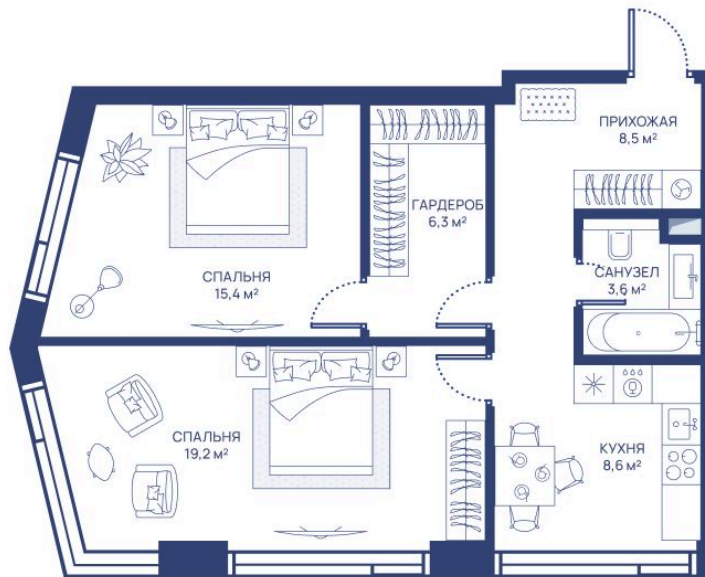 ПРИХОЖАЯ
8,5 м²
ГАРДЕРОБ
6,3 м²
СПАЛЬНЯ
15,4 м²
САНУЗЕЛ
3,6 м²
СПАЛЬНЯ
19,2 м²
КУХНЯ
8,6 м²